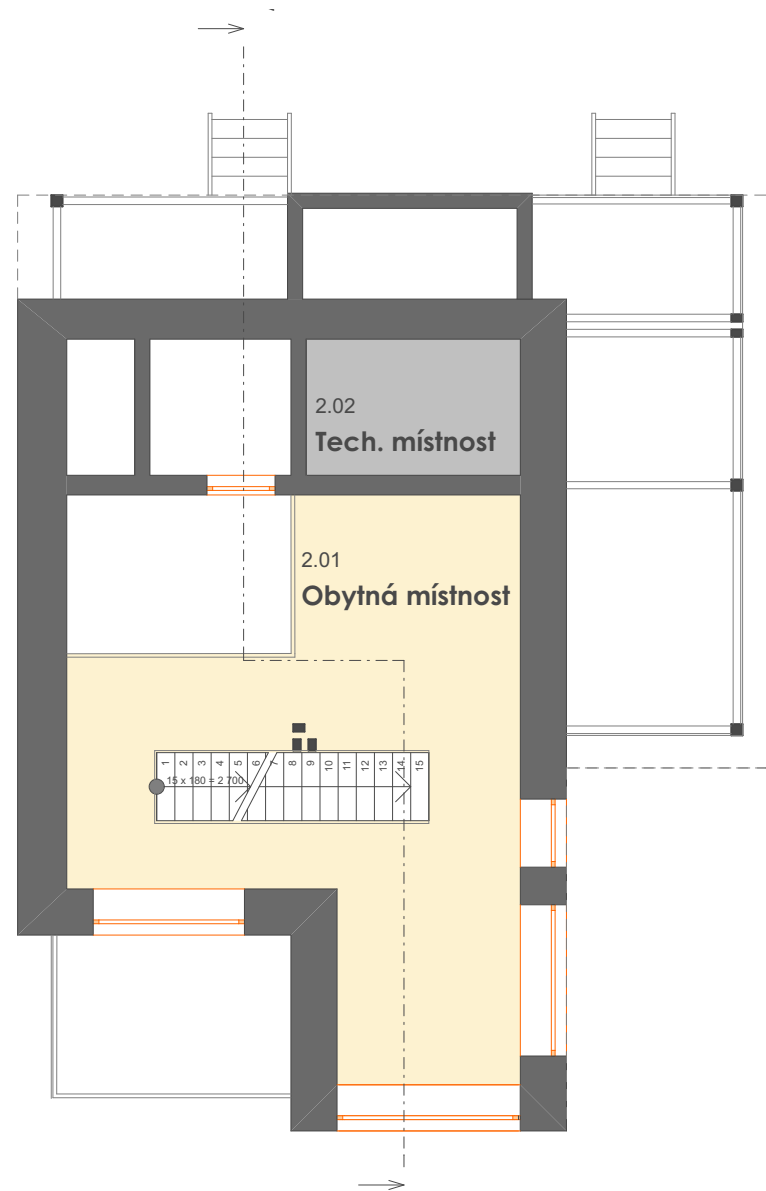 2.02
Tech. místnost
2.01
Obytná místnost
1 2 3 4 5 6 7 8 9 10 11 12 13 14 15
15 x 180 = 2 700